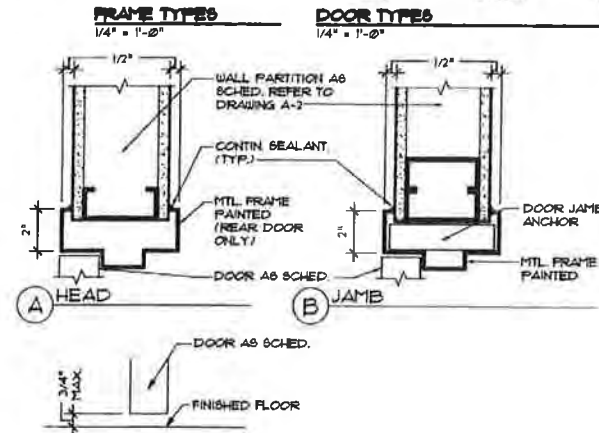 FRAME TYPES
1/4" = 1'-0"
DOOR TYPES
1/4" = 1'-0"
1/2"
1/2"
WALL PARTITION AS
SCHED. REFER TO
DRAWING A-2
CONTIN. SEALANT
(TYP.)
MTL. FRAME
PAINTED
(REAR DOOR
ONLY)
2"
2"
DOOR JAMB
ANCHOR
MTL. FRAME
PAINTED
DOOR AS SCHED.
A HEAD
B JAMB
DOOR AS SCHED.
3/4"
MAX.
FINISHED FLOOR